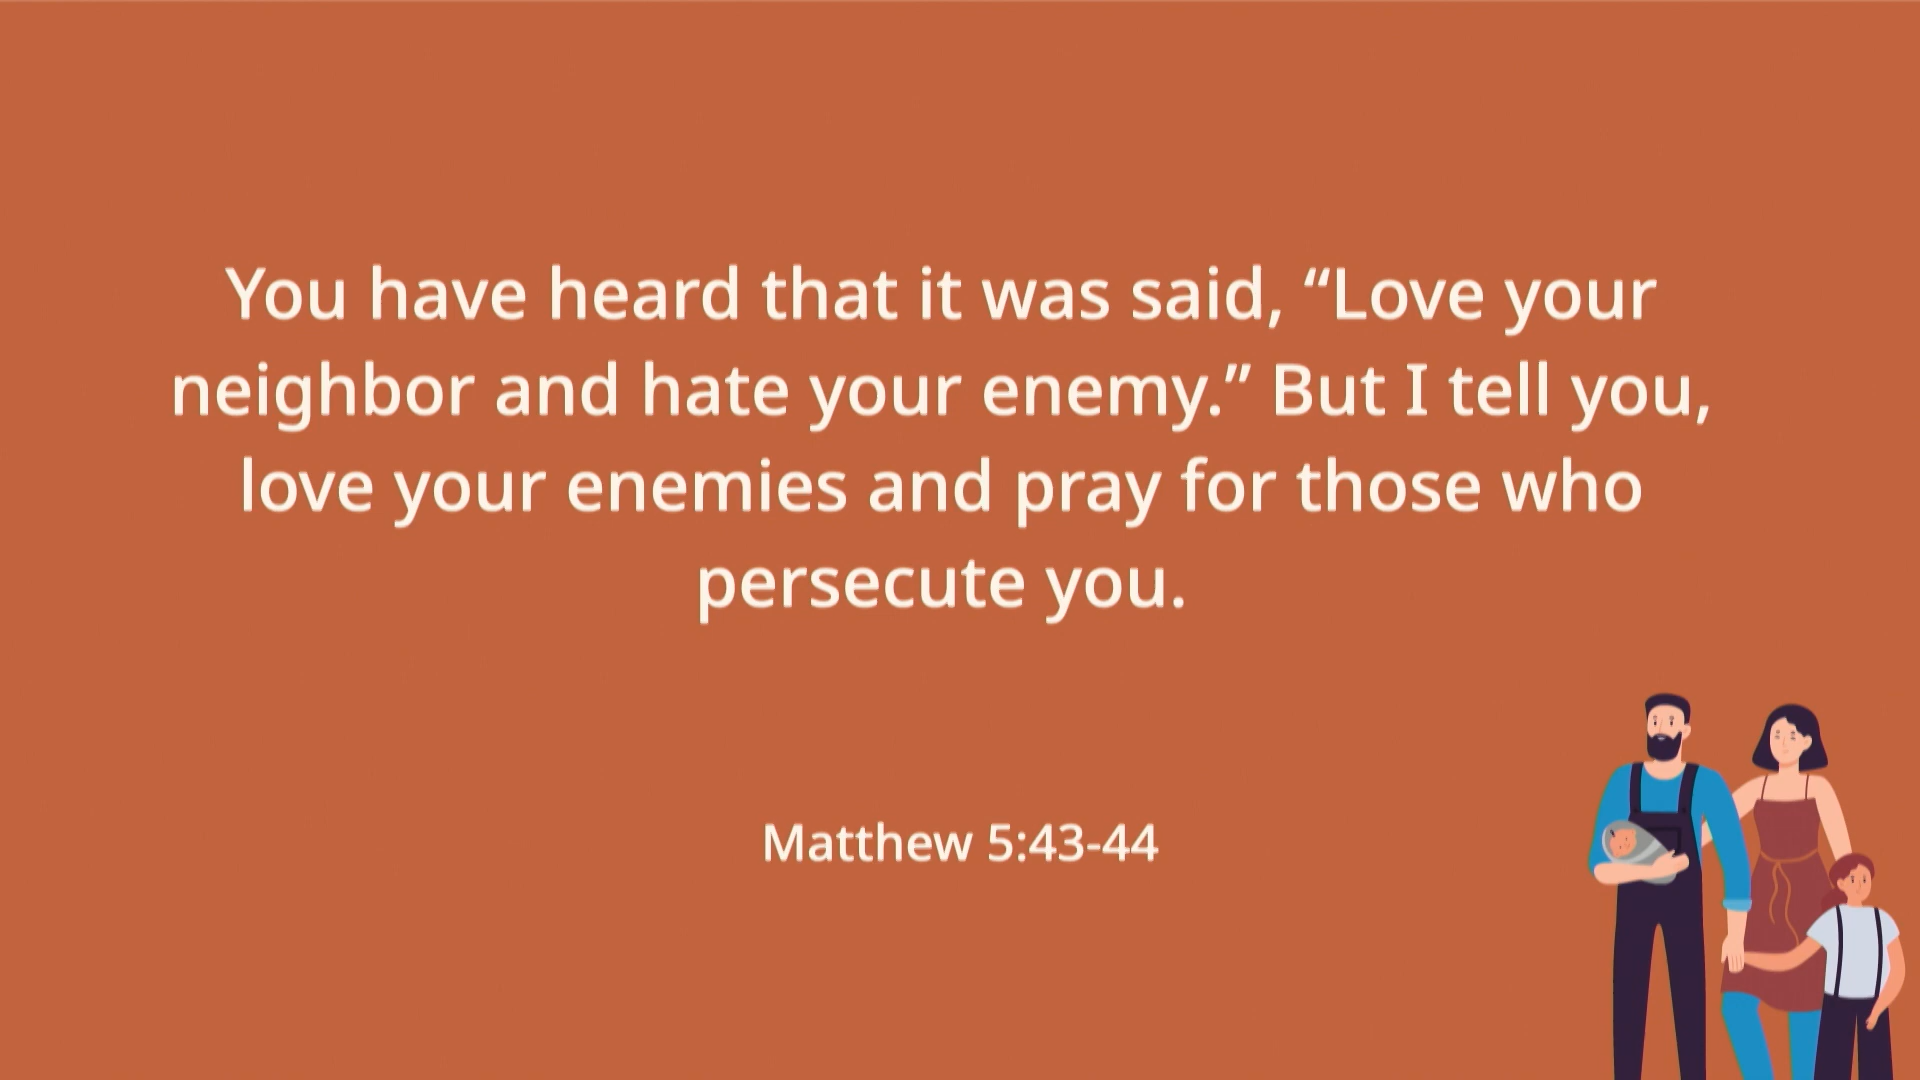 You have heard that it was said, “Love your
neighbor and hate your enemy.” But I tell you,
love your enemies and pray for those who
persecute you.
Matthew 5:43-44